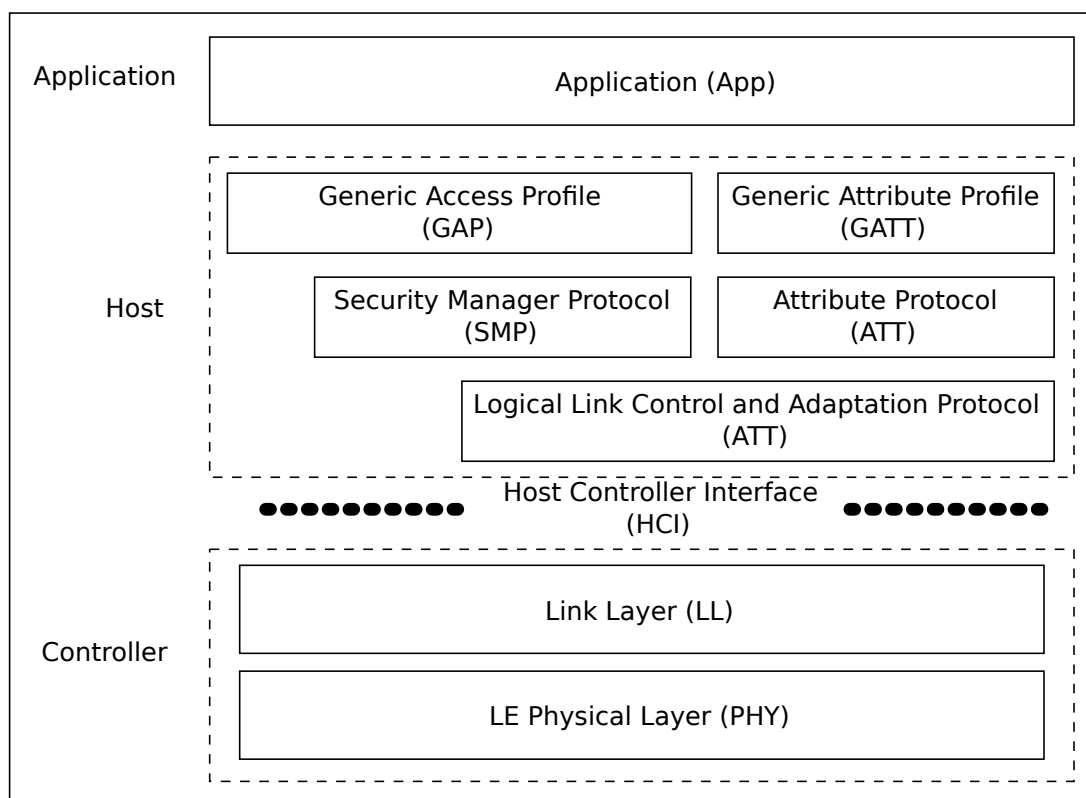 Application
Application (App)
Generic Access Profile
(GAP)
Generic Attribute Profile
(GATT)
Host
Security Manager Protocol
(SMP)
Attribute Protocol
(ATT)
Logical Link Control and Adaptation Protocol
(ATT)
Host Controller Interface
(HCI)
Controller
Link Layer (LL)
LE Physical Layer (PHY)